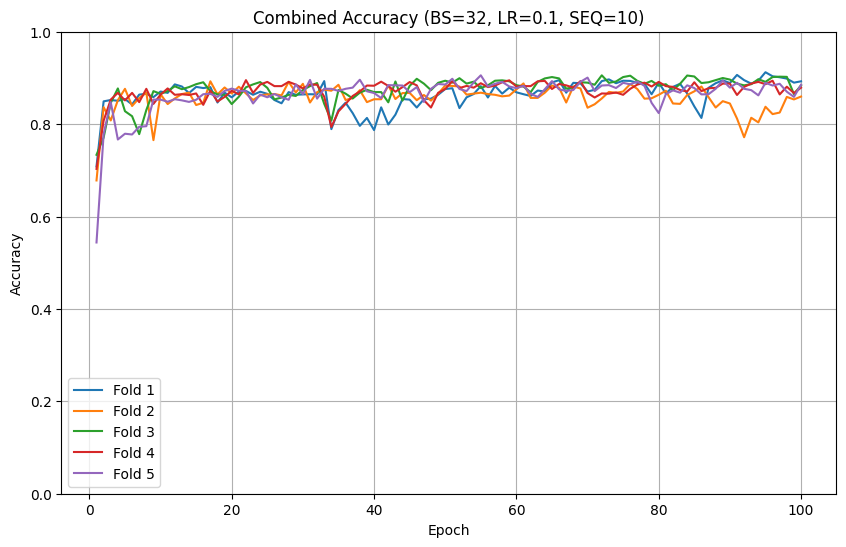 Combined Accuracy (BS=32, LR=0.1, SEQ=10)
1.0
0.8
0.6
0.4
0.2
0.0
Accuracy
Fold 1
Fold 2
Fold 3
Fold 4
Fold 5
0 20 40 60 80 100
Epoch